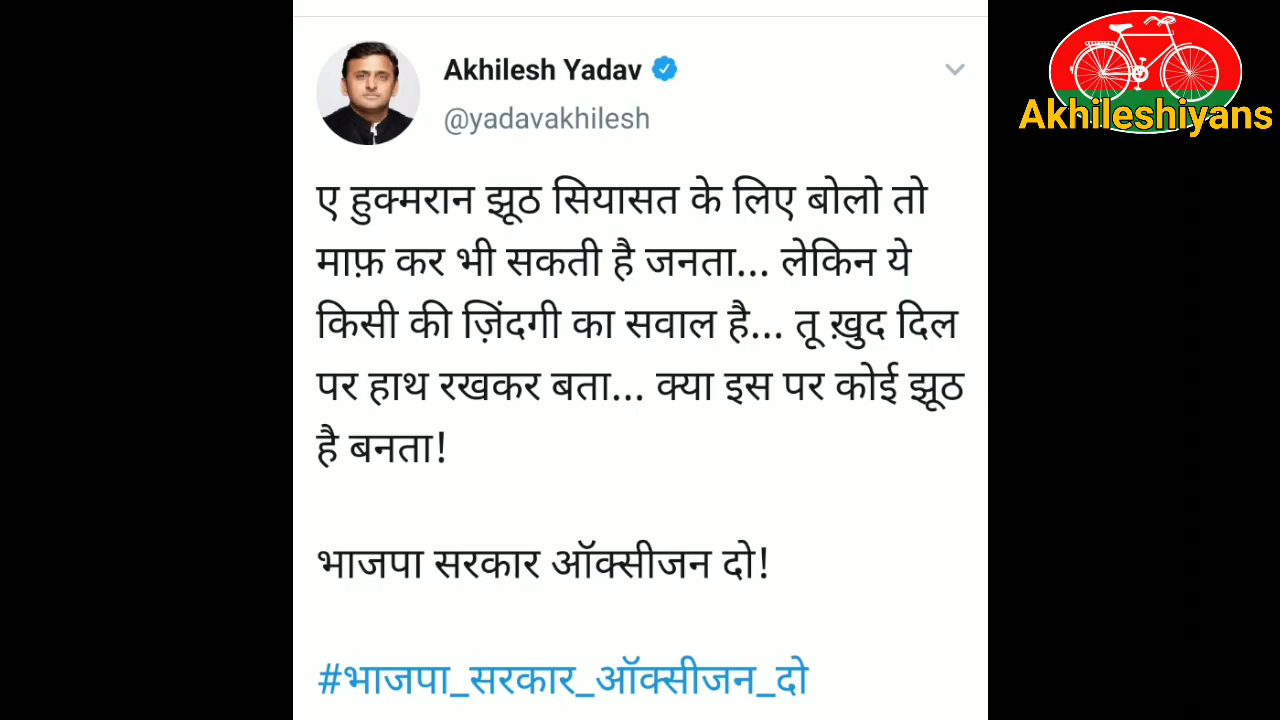 Akhilesh Yadav
@yadavakhilesh
Akhileshiyans
ए हुक्मरान झूठ सियासत के लिए बोलो तो
माफ़ कर भी सकती है जनता... लेकिन ये
किसी की ज़िंदगी का सवाल है... तू ख़ुद दिल
पर हाथ रखकर बता... क्या इस पर कोई झूठ
है बनता!
भाजपा सरकार ऑक्सीजन दो!
#भाजपा_सरकार_ऑक्सीजन_दो